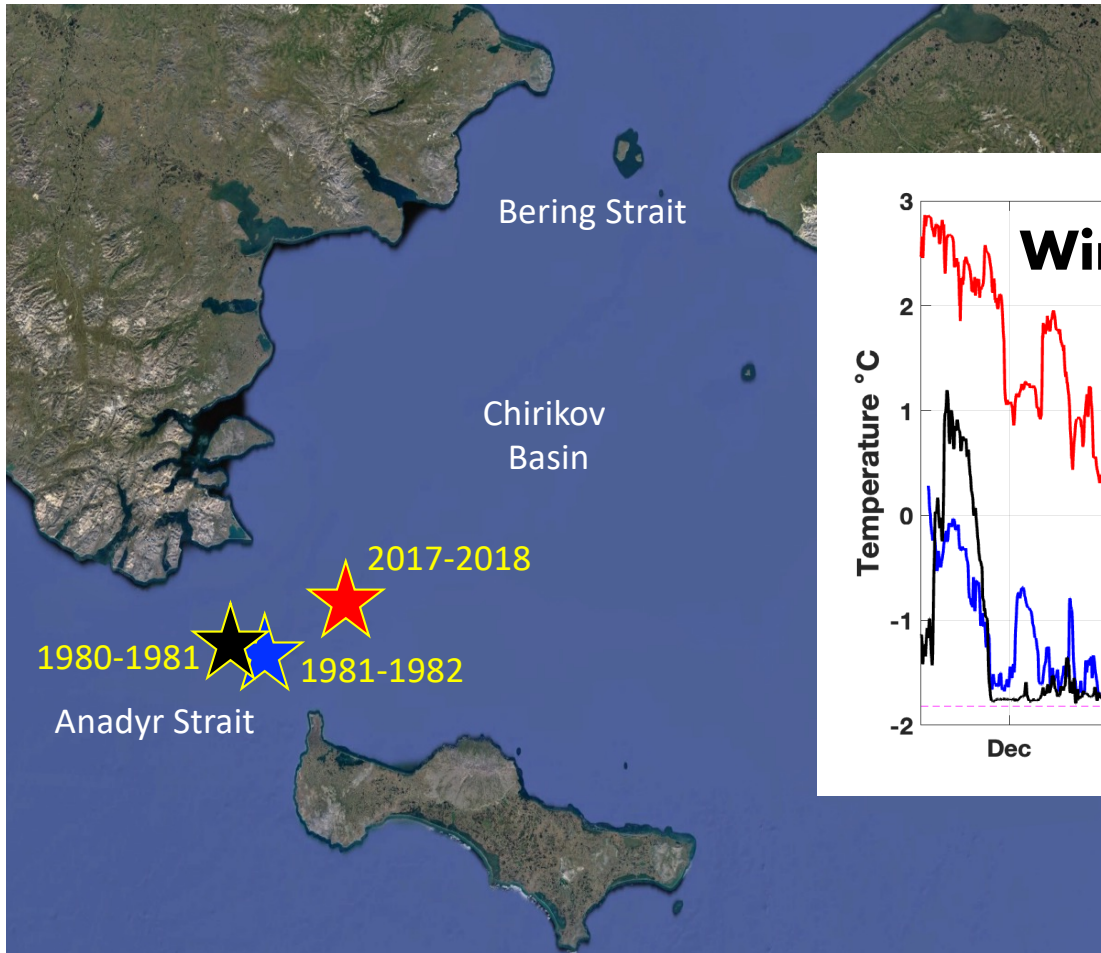 Bering Strait
Chirikov
Basin
2017-2018
1980-1981
1981-1982
Anadyr Strait
Temperature °C
3
2
1
0
-1
-2
Dec